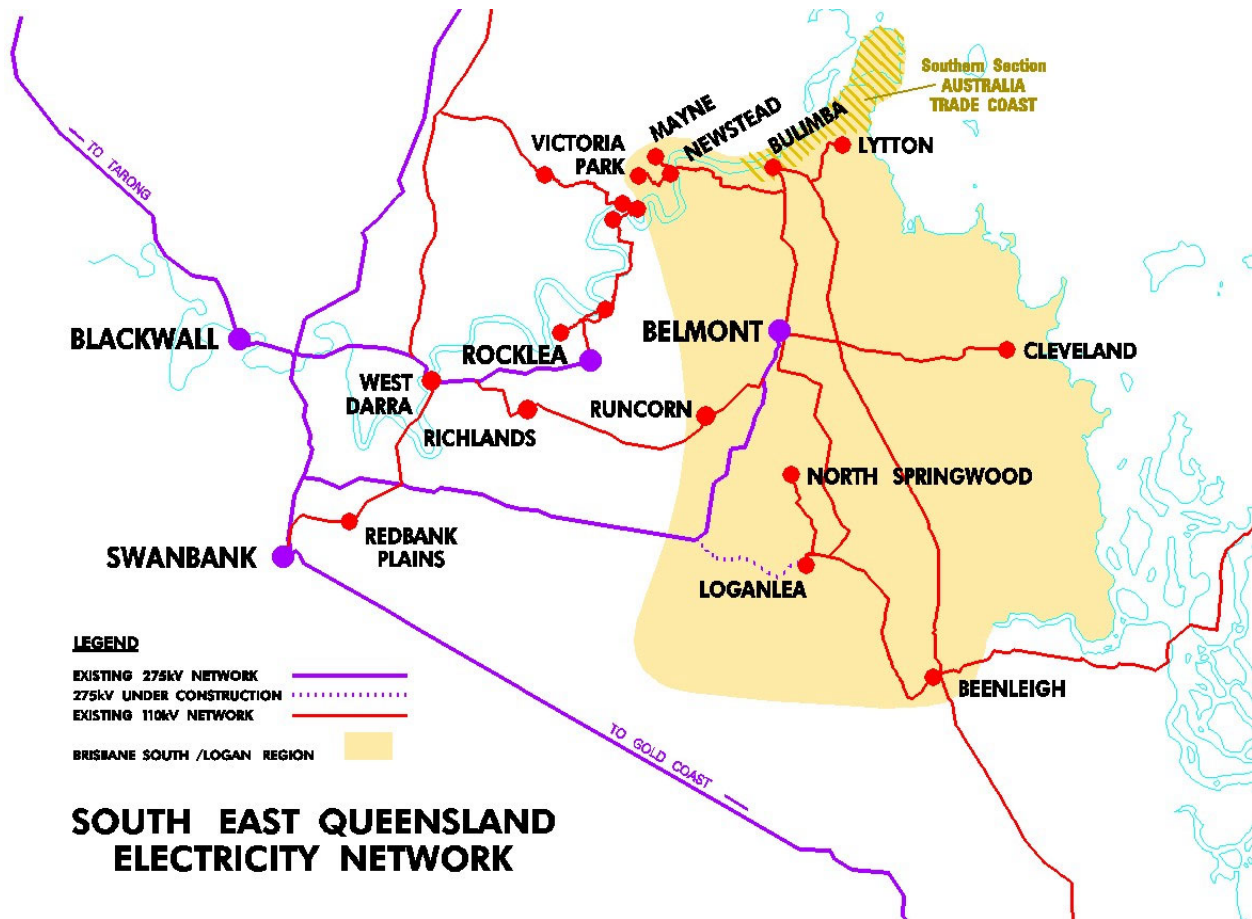 Southern Section
AUSTRALIA
TRADE COAST
MAYNE
NEWSTEAD
BULIMBA
VICTORIA
PARK
LYTTON
— TO TARONG
BLACKWALL
ROCKLEA
BELMONT
CLEVELAND
WEST
DARRA
RICHLANDS
RUNCORN
NORTH SPRINGWOOD
REDBANK
PLAINS
SWANBANK
LOGANLEA
BEENLEIGH
LEGEND
EXISTING 275kV NETWORK
275kV UNDER CONSTRUCTION
EXISTING 110kV NETWORK
BRISBANE SOUTH /LOGAN REGION
TO GOLD COAST —
SOUTH EAST QUEENSLAND
ELECTRICITY NETWORK